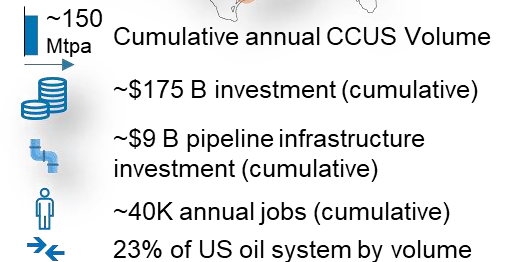 ~150
Mtpa
Cumulative annual CCUS Volume
~$175 B investment (cumulative)
~$9 B pipeline infrastructure
investment (cumulative)
~40K annual jobs (cumulative)
23% of US oil system by volume